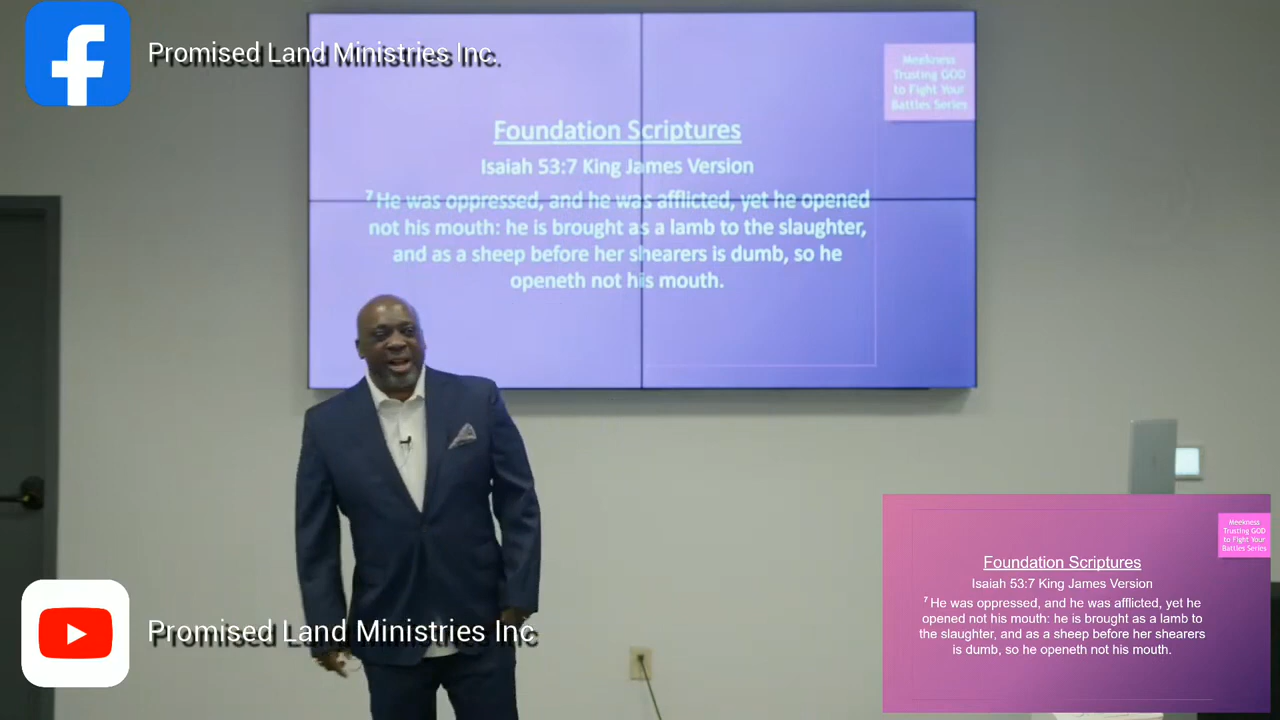 Promised Land Ministries Inc.
Meekness
Trusting GOD
to Fight Your
Battles Series
Foundation Scriptures
Isaiah 53:7 King James Version
7 He was oppressed, and he was afflicted, yet he opened
not his mouth: he is brought as a lamb to the slaughter,
and as a sheep before her shearers is dumb, so he
openeth not his mouth.
Meekness
Trusting GOD
to Fight Your
Battles Series
Foundation Scriptures
Isaiah 53:7 King James Version
7 He was oppressed, and he was afflicted, yet he
opened not his mouth: he is brought as a lamb to
the slaughter, and as a sheep before her shearers
is dumb, so he openeth not his mouth.
Promised Land Ministries Inc